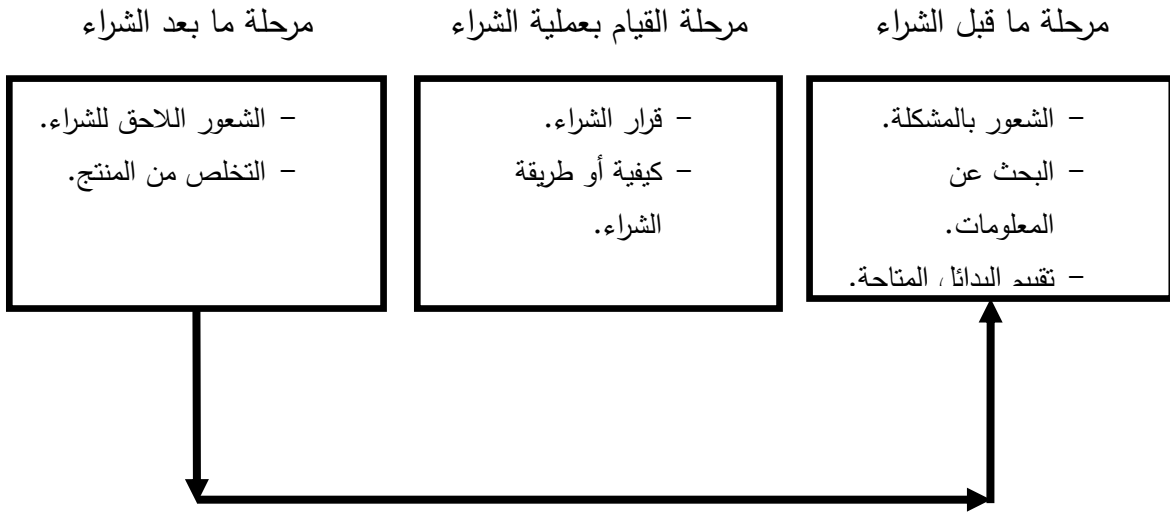 مرحلة ما قبل الشراء
- الشعور بالمشكلة.
- البحث عن
المعلومات.
- تقييم البدائل المتاحة.
مرحلة القيام بعملية الشراء
- قرار الشراء.
- كيفية أو طريقة
الشراء.
مرحلة ما بعد الشراء
- الشعور اللاحق للشراء.
- التخلص من المنتج.